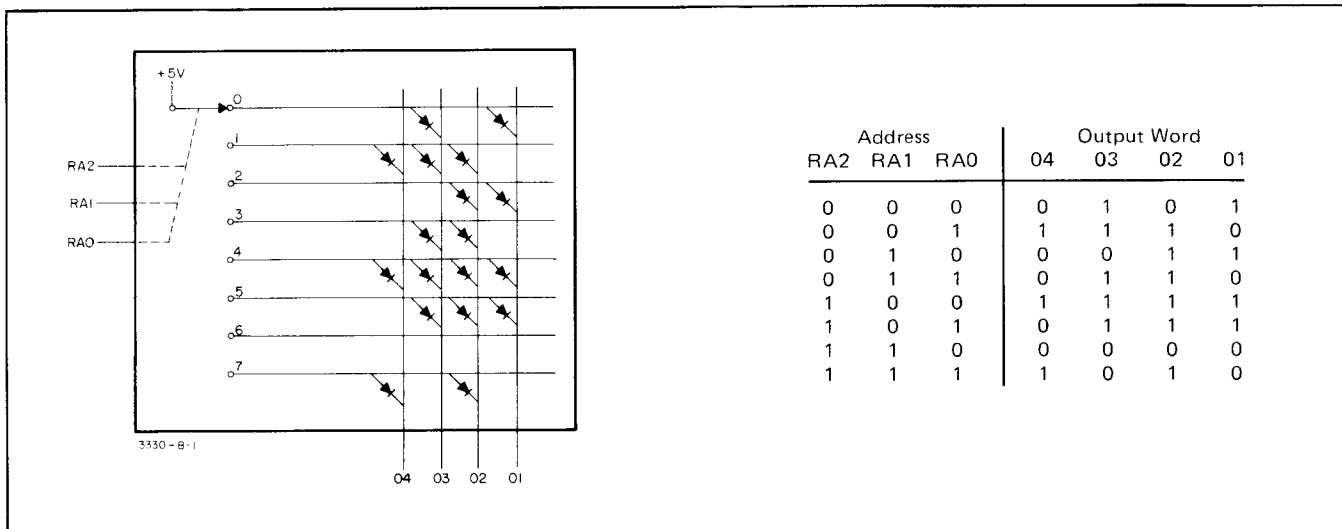 +5V
0
1
RA2
2
RA1
3
RA0
4
5
6
7
3330-8-1
04 03 02 01
Address Output Word
RA2 RA1 RA0 04 03 02 01
0 0 0 0 1 0 1
0 0 1 1 1 1 0
0 1 0 0 0 1 1
0 1 1 0 1 1 0
1 0 0 1 1 1 1
1 0 1 0 1 1 1
1 1 0 0 0 0 0
1 1 1 1 0 1 0